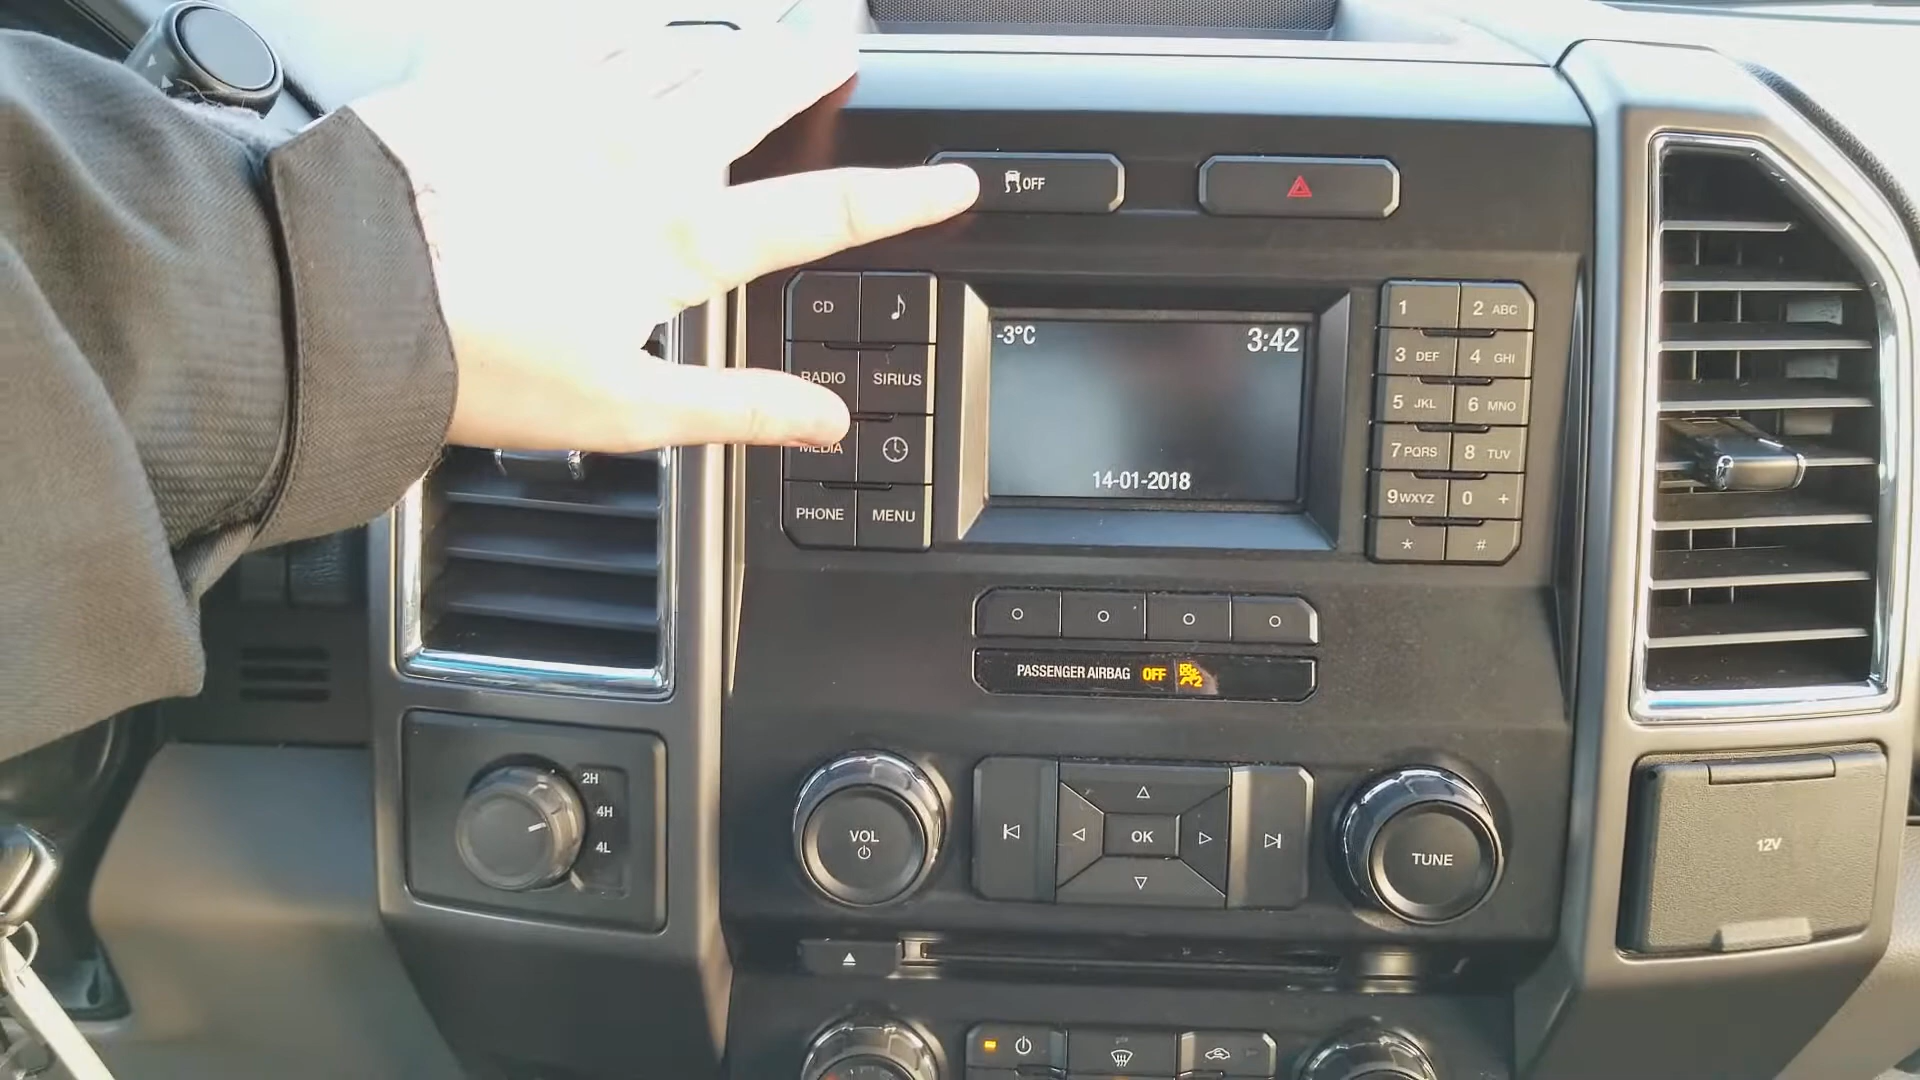 OFF
CD
RADIO SIRIUS
MEDIA
PHONE MENU
-3°C 3:42
14-01-2018
1 2 ABC
3 DEF 4 GHI
5 JKL 6 MNO
7 PQRS 8 TUV
9 WXYZ 0 +
* #
PASSENGER AIRBAG OFF 2
2H
4H
4L
VOL
OK
TUNE
12V